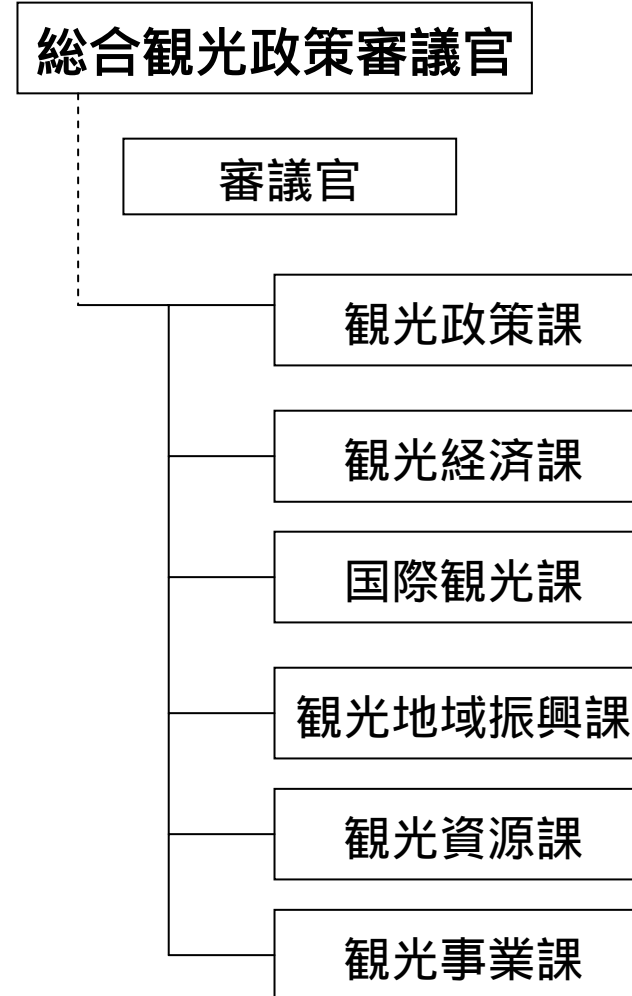 総合観光政策審議官
審議官
観光政策課
観光経済課
国際観光課
観光地域振興課
観光資源課
観光事業課